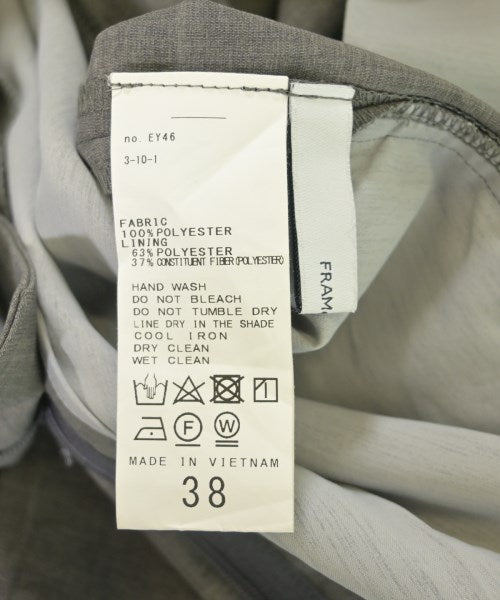 no. EY46
3-10-1
FABRIC
100% POLYESTER
LINING
63% POLYESTER
37% CONSTITUENT FIBER(POLYESTER)
HAND WASH
DO NOT BLEACH
DO NOT TUMBLE DRY
LINE DRY IN THE SHADE
COOL IRON
DRY CLEAN
WET CLEAN
F
W
MADE IN VIETNAM
38
FRAM